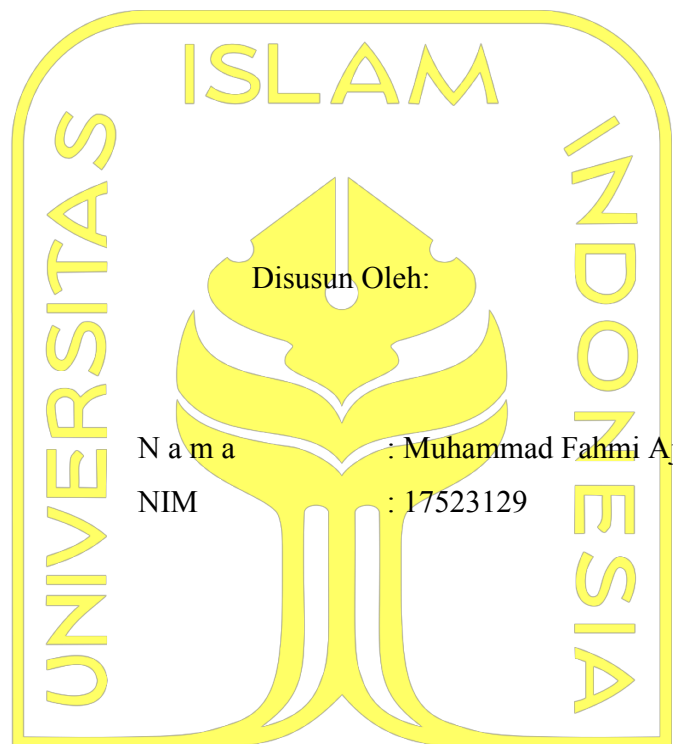 ISLAM
UNIVERSITAS
INDONESIA
Disusun Oleh:
N a m a : Muhammad Fahmi
NIM : 17523129